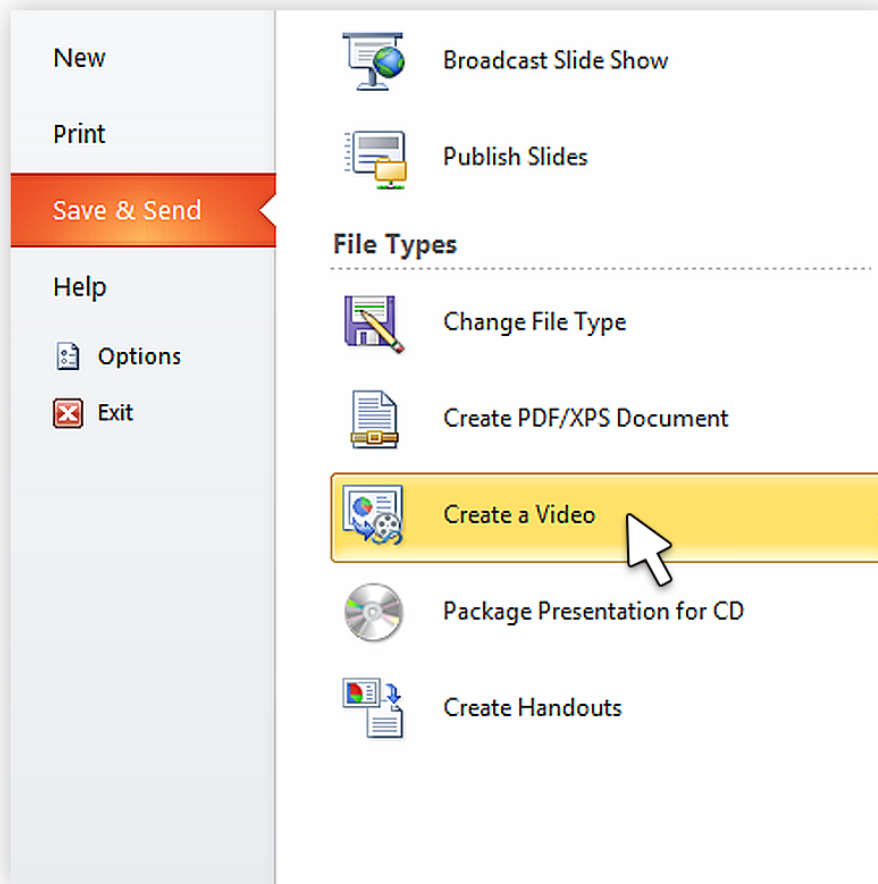 New
Print
Save & Send
Help
Options
Exit
Broadcast Slide Show
Publish Slides
File Types
Change File Type
Create PDF/XPS Document
Create a Video
Package Presentation for CD
Create Handouts